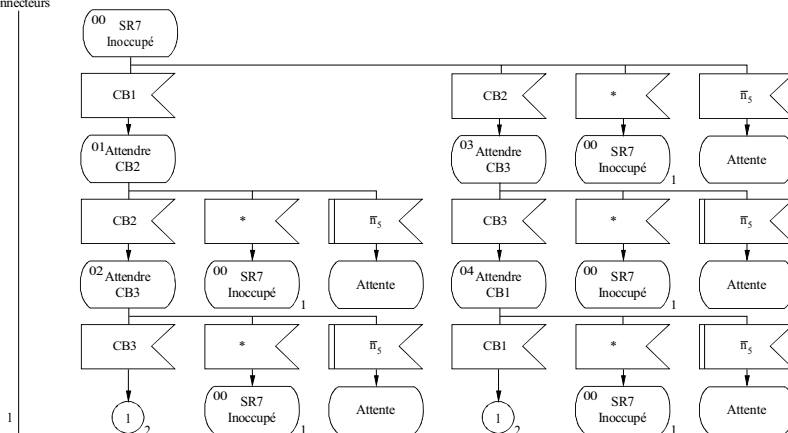 nnecteurs
00 SR7
Inoccupé
CB1
CB2
*
n̅5
01 Attendre
CB2
03 Attendre
CB3
00 SR7
Inoccupé
1
Attente
CB2
*
n̅5
CB3
*
n̅5
02 Attendre
CB3
00 SR7
Inoccupé
1
Attente
04 Attendre
CB1
00 SR7
Inoccupé
1
Attente
CB3
*
n̅5
CB1
*
n̅5
1
1
2
00 SR7
Inoccupé
1
Attente
1
2
00 SR7
Inoccupé
1
Attente